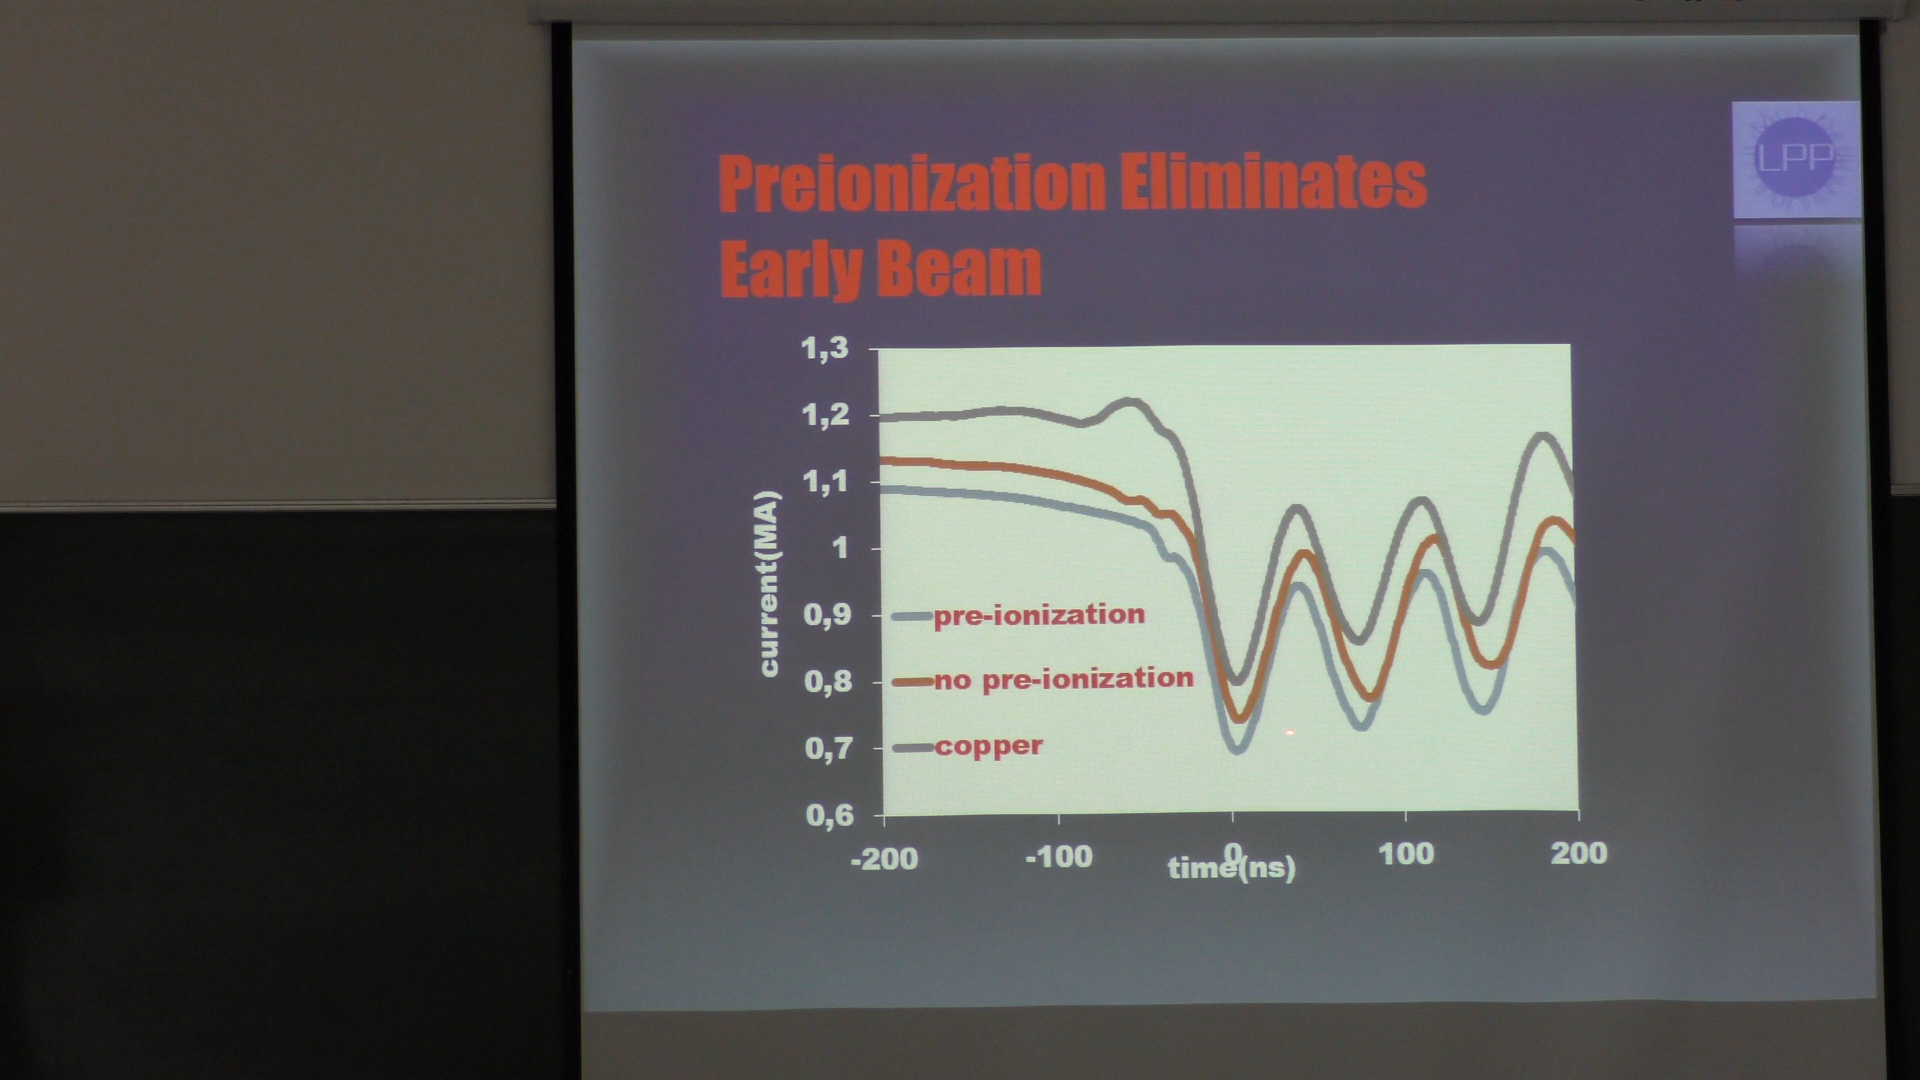 Preionization Eliminates
Early Beam
LPP
1,3
1,2
1,1
1
0,9
0,8
0,7
0,6
current(MA)
pre-ionization
no pre-ionization
copper
-200
-100
0
100
200
time(ns)